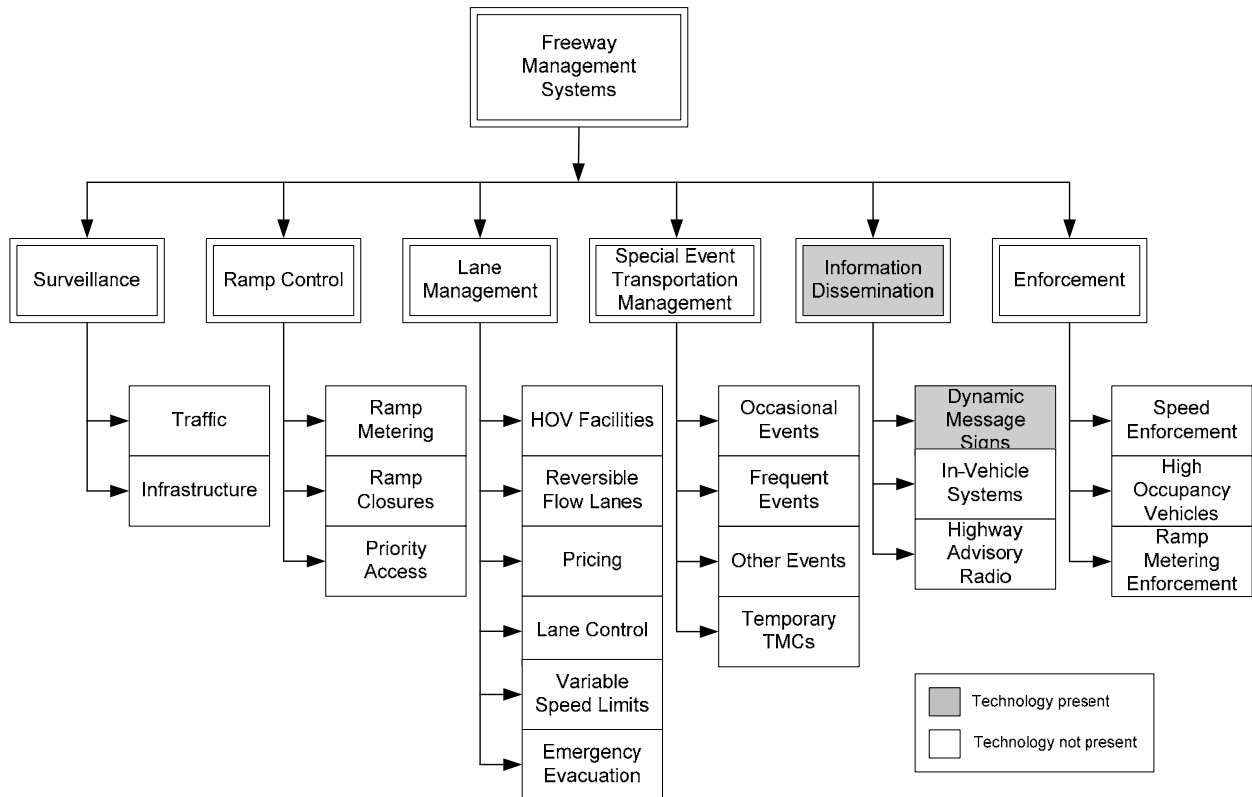 Freeway
Management
Systems
Surveillance
Ramp Control
Lane
Management
Special Event
Transportation
Management
Information
Dissemination
Enforcement
Traffic
Infrastructure
Ramp
Metering
Ramp
Closures
Priority
Access
HOV Facilities
Reversible
Flow Lanes
Pricing
Lane Control
Variable
Speed Limits
Emergency
Evacuation
Occasional
Events
Frequent
Events
Other Events
Temporary
TMCs
Dynamic
Message
Signs
In-Vehicle
Systems
Highway
Advisory
Radio
Speed
Enforcement
High
Occupancy
Vehicles
Ramp
Metering
Enforcement
Technology present
Technology not present